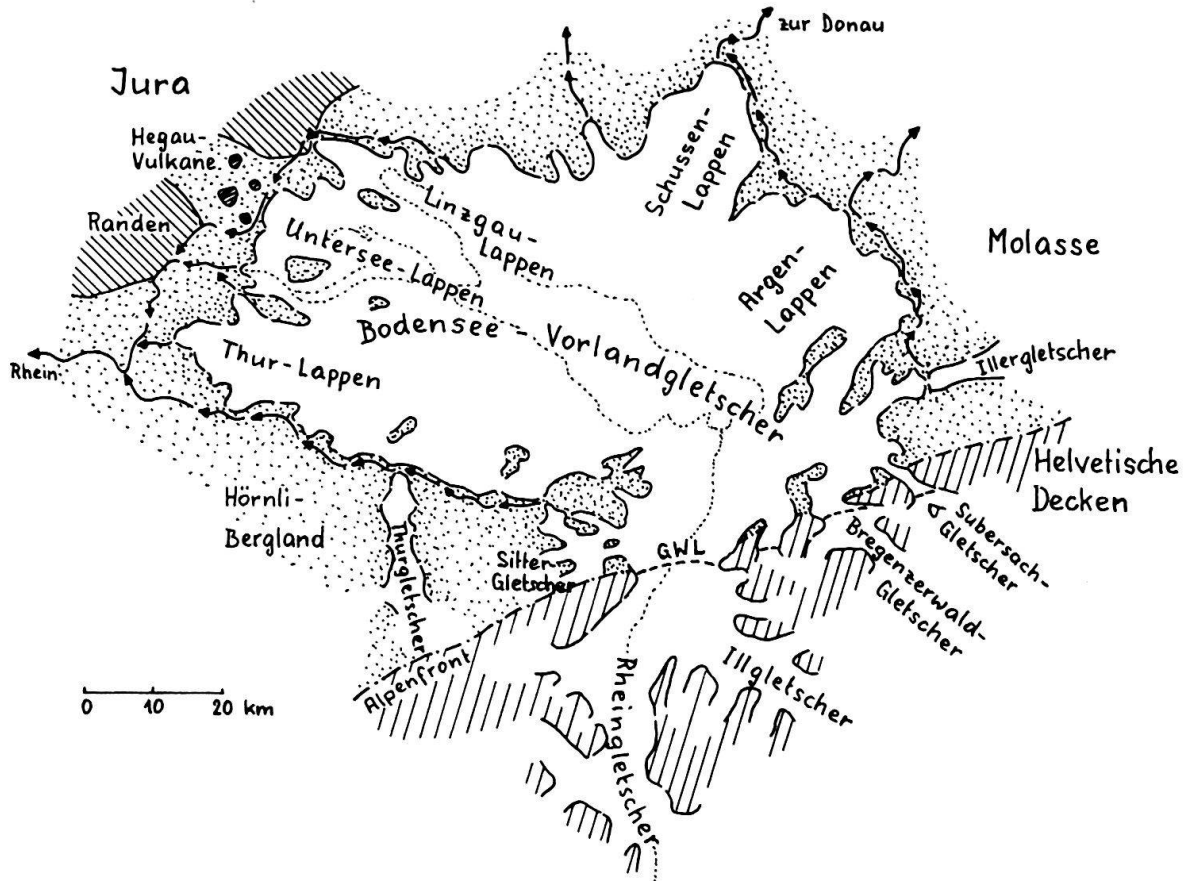 zur Donau
Jura
Hegau-
Vulkane
Randen
Schussen-
Lappen
Linzgau-
Lappen
Untersee-Lappen
Molasse
Argen-
Lappen
Bodensee-Vorlandgletscher
Thur-Lappen
Rhein
Illergletscher
Helvetische
Decken
Hörnli-
Bergland
Thurgletscher
Sitter-
Gletscher
GWL
Subersach-
Gletscher
Bregenzerwald-
Gletscher
Illgletscher
Rheingletscher
Alpenfront
0 10 20 km